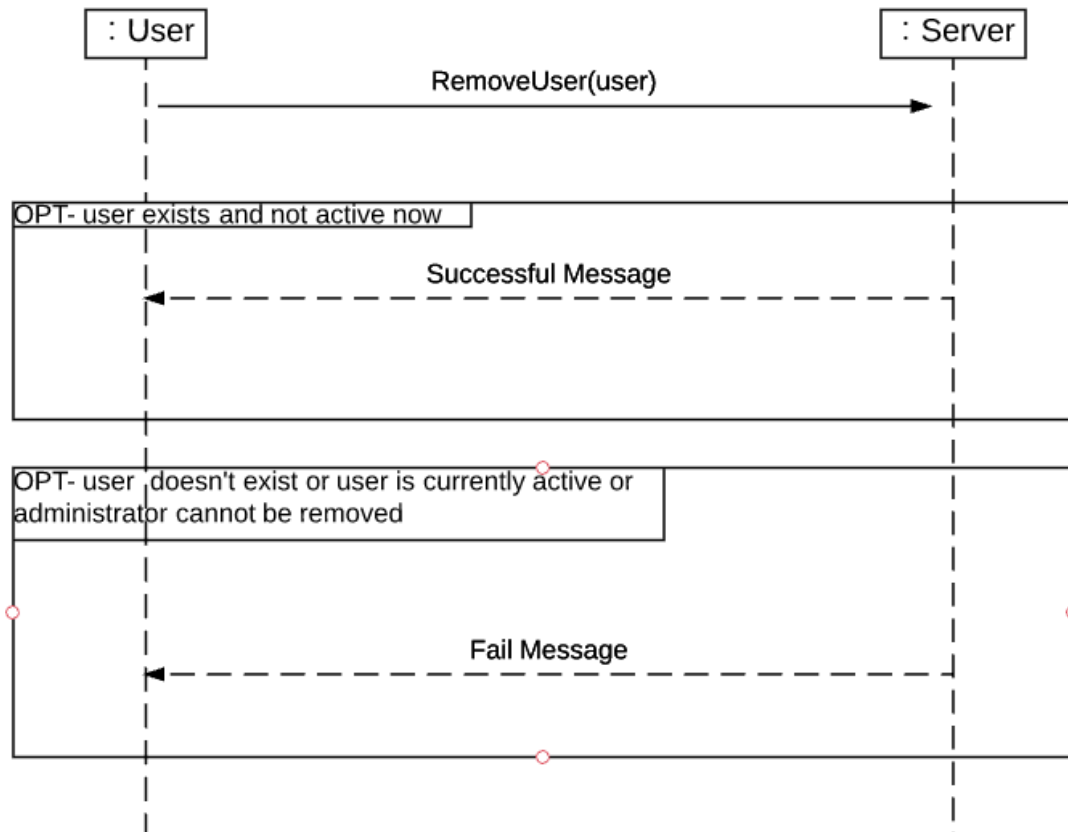 : User
: Server
RemoveUser(user)
OPT- user exists and not active now
Successful Message
OPT- user doesn't exist or user is currently active or
administrator cannot be removed
Fail Message